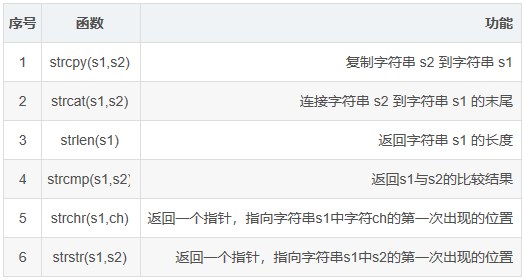 序号 函数 功能
1 strcpy(s1,s2) 复制字符串 s2 到字符串 s1
2 strcat(s1,s2) 连接字符串 s2 到字符串 s1 的末尾
3 strlen(s1) 返回字符串 s1 的长度
4 strcmp(s1,s2) 返回s1与s2的比较结果
5 strchr(s1,ch) 返回一个指针，指向字符串s1中字符ch的第一次出现的位置
6 strstr(s1,s2) 返回一个指针，指向字符串s1中s2的第一次出现的位置